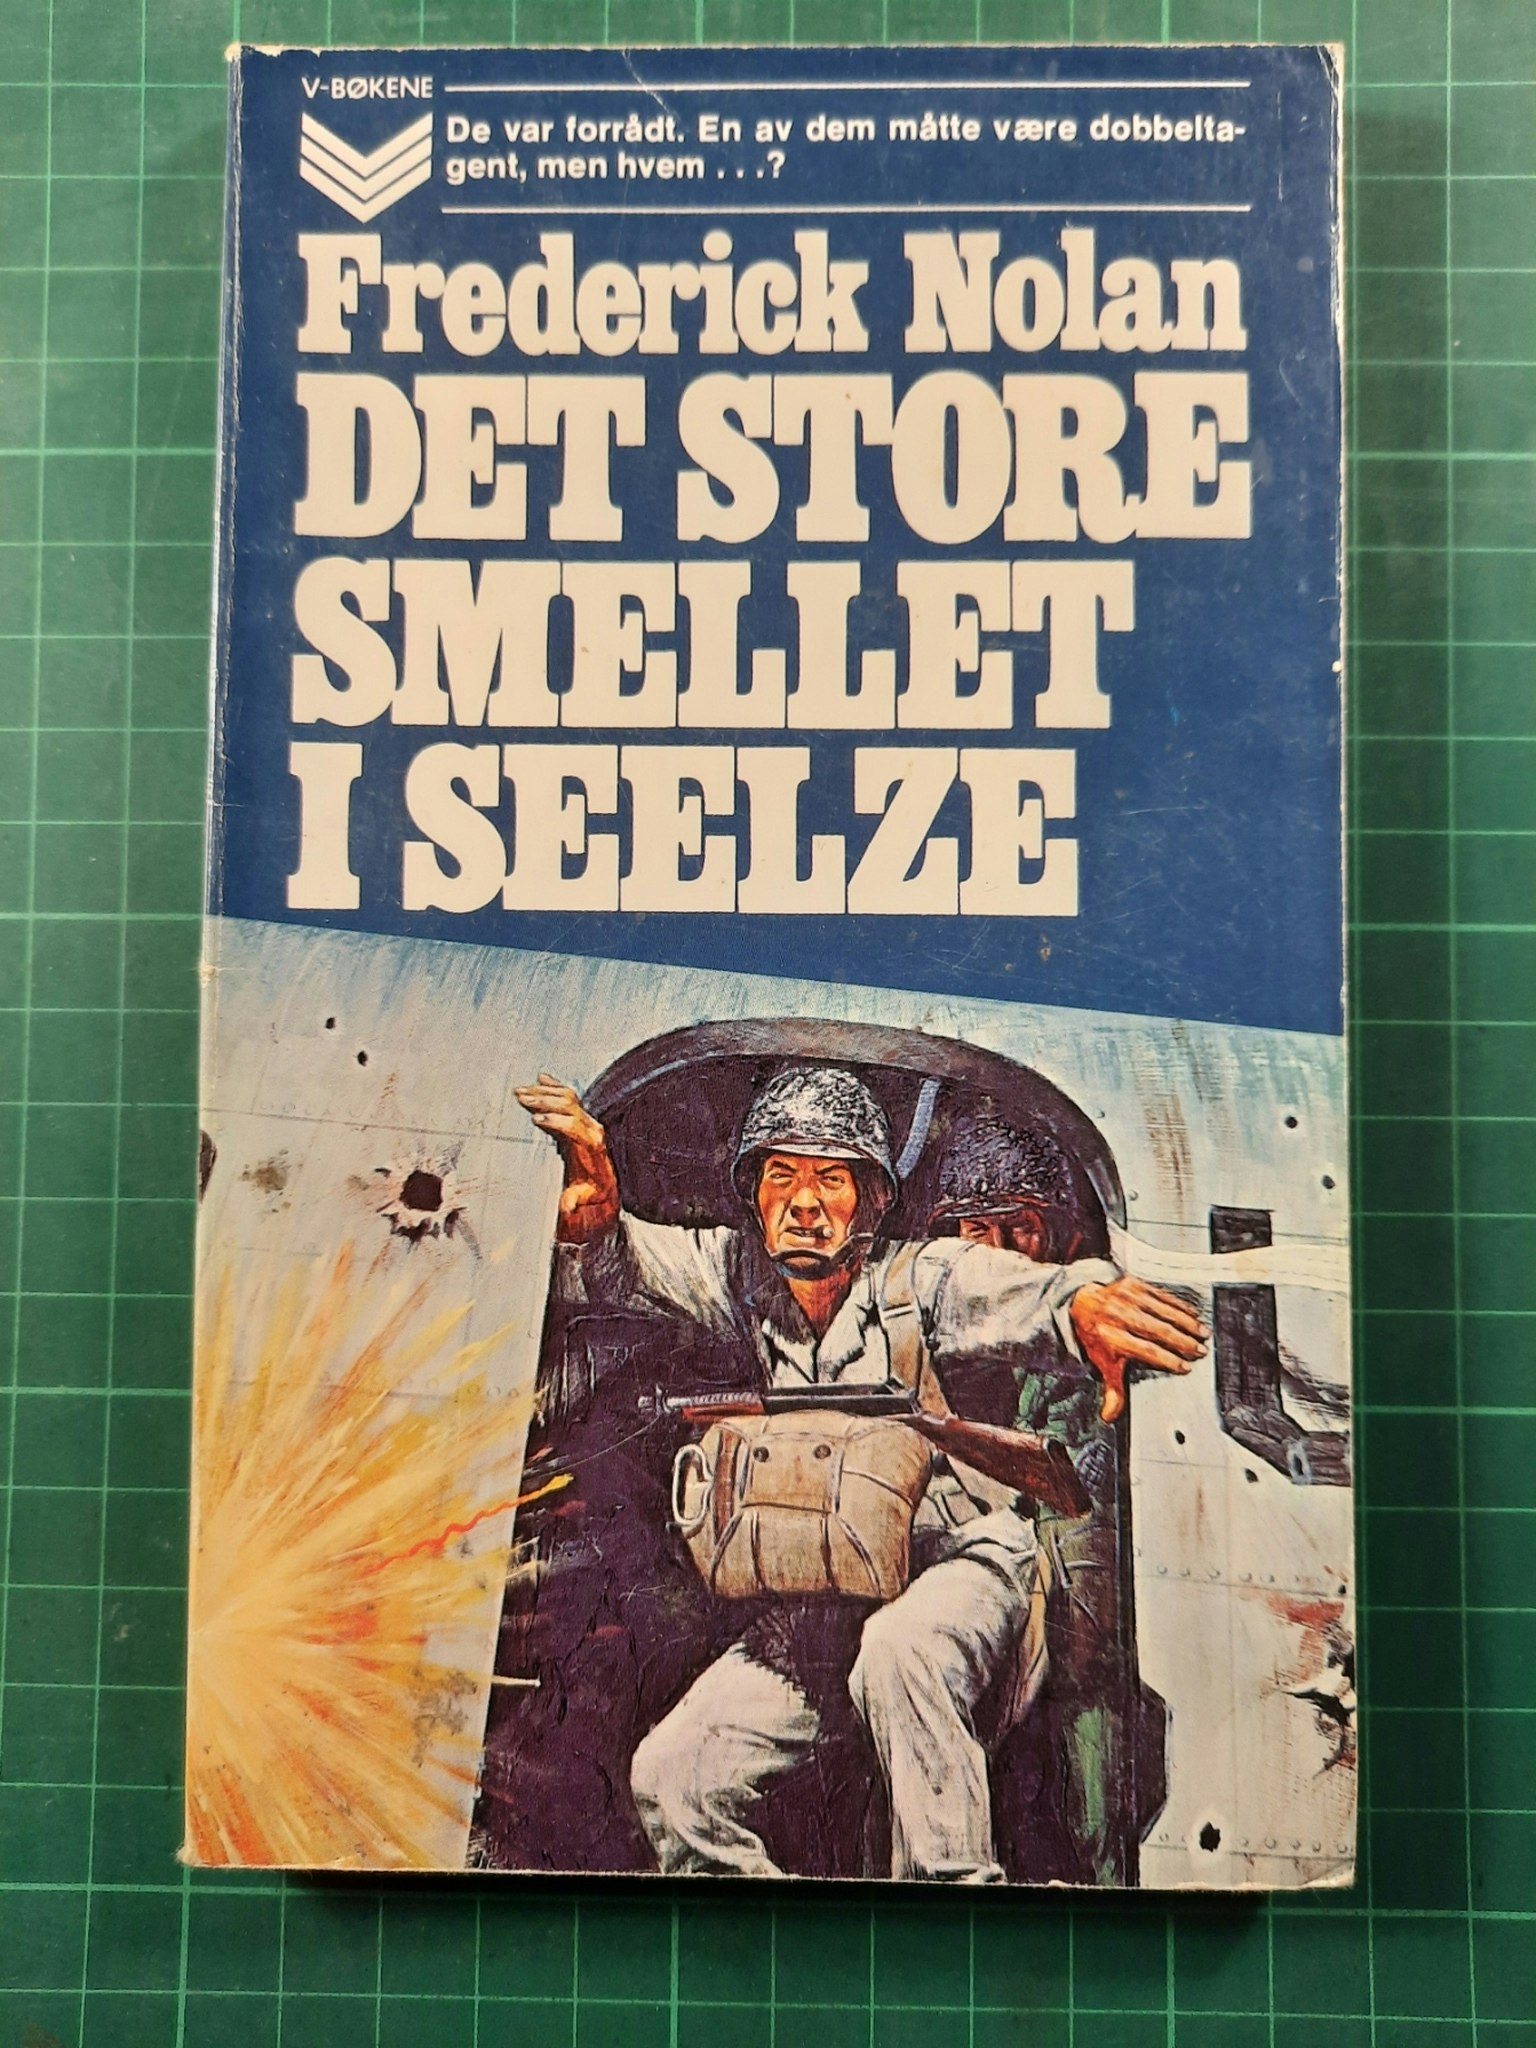 V-BØKENE
De var forrådt. En av dem måtte være dobbelta-
gent, men hvem . . .?
Frederick Nolan
DET STORE
SMELLET
I SEELZE